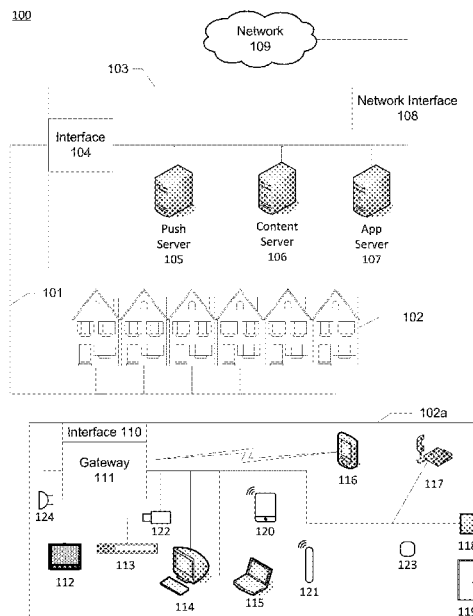 100
Network
109
103
Network Interface
108
Interface
104
Push
Server
105
Content
Server
106
App
Server
107
101
102
102a
Interface 110
Gateway
111
116
117
124
122
120
118
112
113
114
115
121
123
119